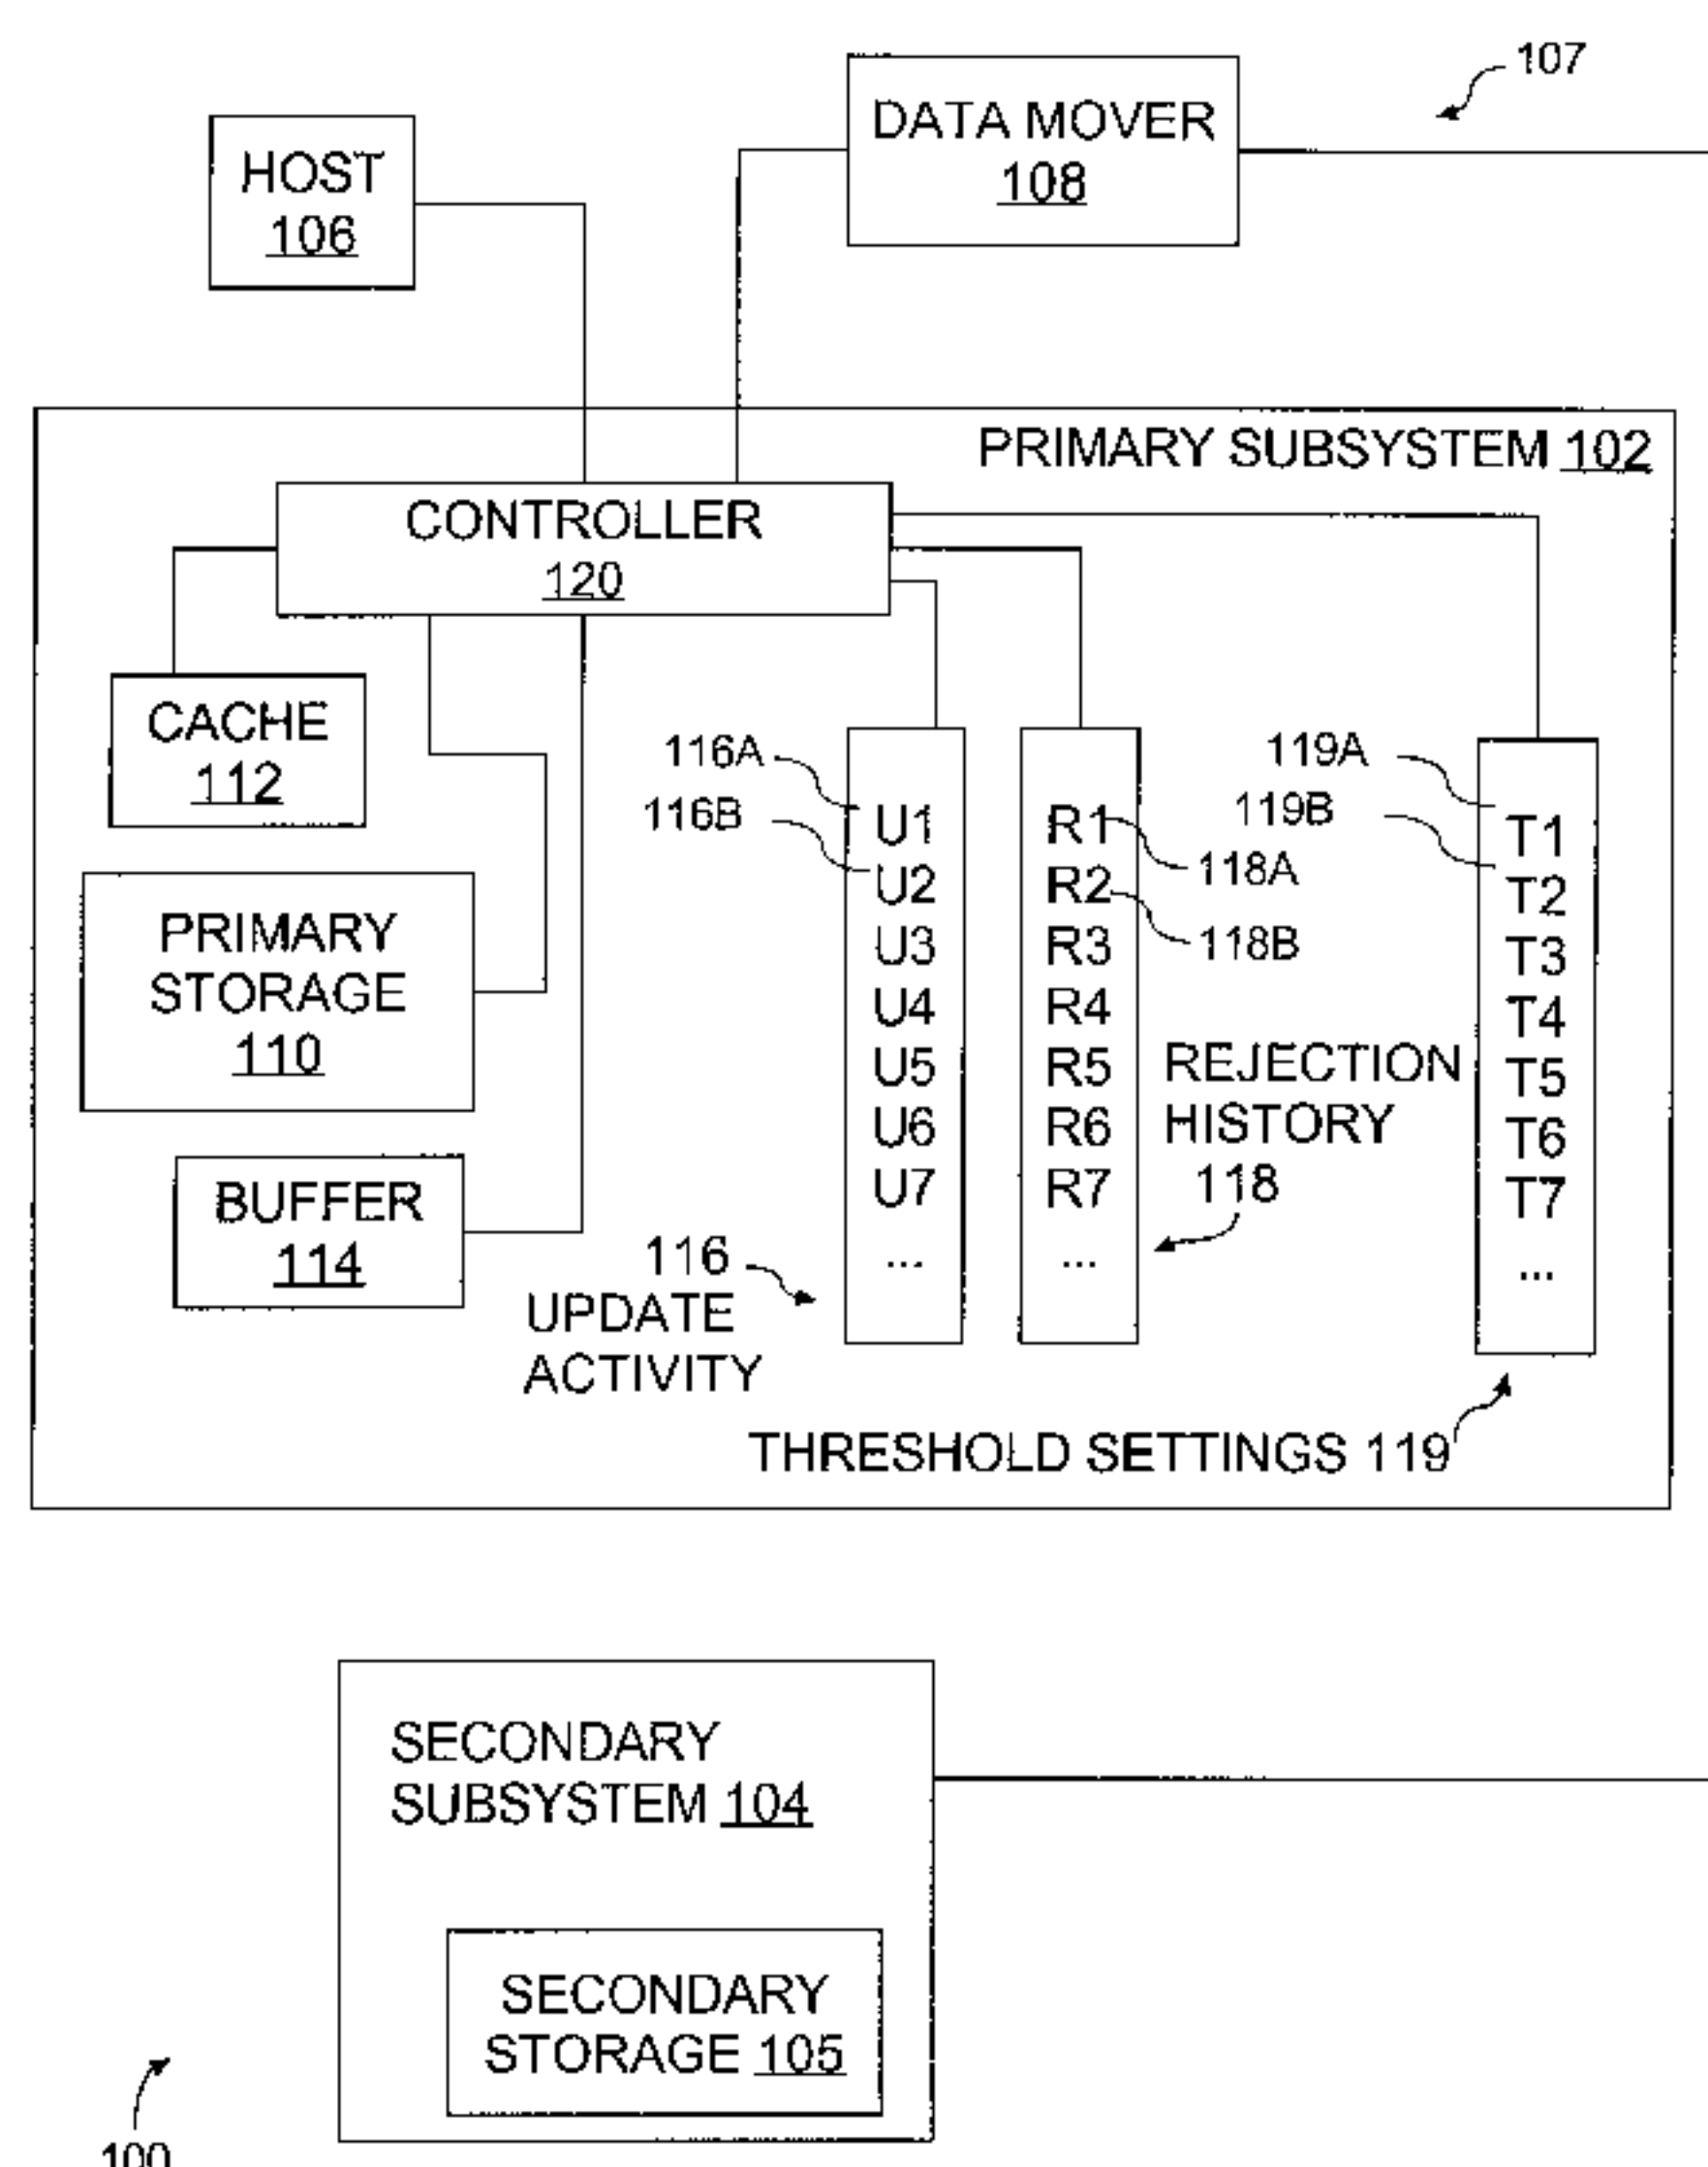 107
DATA MOVER
108
HOST
106
PRIMARY SUBSYSTEM 102
CONTROLLER
120
CACHE
112
PRIMARY
STORAGE
110
BUFFER
114
116A
116B
U1
U2
U3
U4
U5
U6
U7
...
116
UPDATE
ACTIVITY
R1
R2
R3
R4
R5
R6
R7
...
118A
118B
REJECTION
HISTORY
118
119A
119B
T1
T2
T3
T4
T5
T6
T7
...
THRESHOLD SETTINGS 119
SECONDARY
SUBSYSTEM 104
SECONDARY
STORAGE 105
100